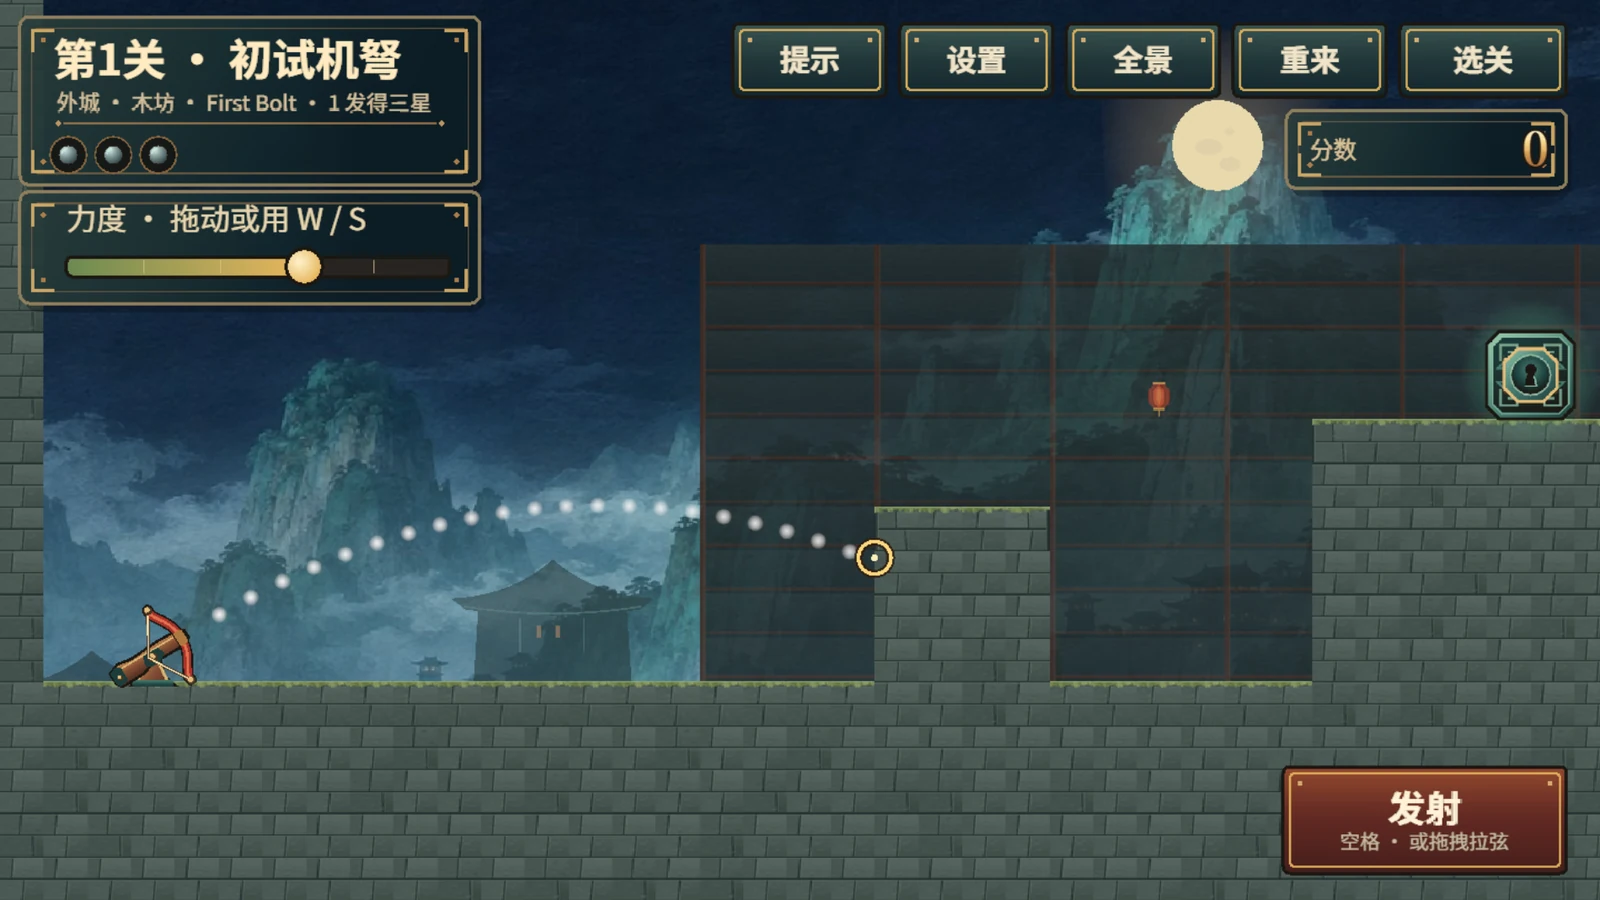 第1关 · 初试机弩
外城 · 木坊 · First Bolt · 1 发得三星
力度 · 拖动或用 W / S
提示
设置
全景
重来
选关
分数
0
发射
空格 · 或拖拽拉弦